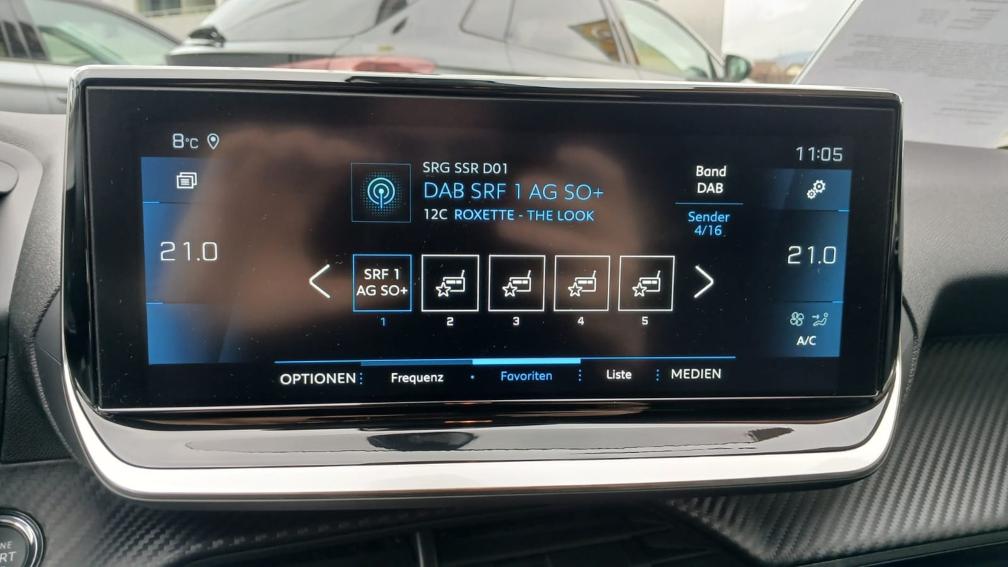 8°C
11:05
SRG SSR D01
DAB SRF 1 AG SO+
12C ROXETTE - THE LOOK
Band
DAB
Sender
4/16
21.0
21.0
SRF 1
AG SO+
1
2
3
4
5
A/C
OPTIONEN
Frequenz
Favoriten
Liste
MEDIEN